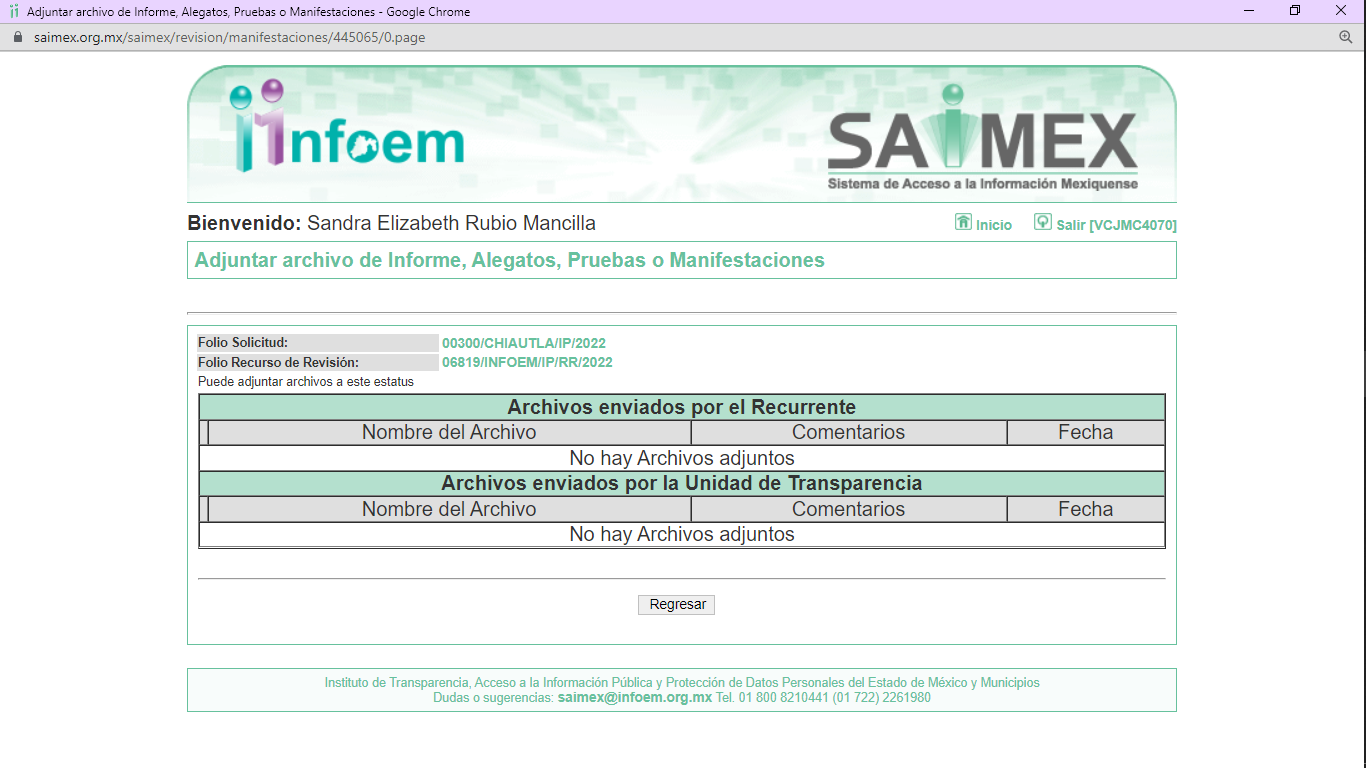 Adjuntar archivo de Informe, Alegatos, Pruebas o Manifestaciones - Google Chrome
saimex.org.mx/saimex/revision/manifestaciones/445065/0.page
infoem
SAIMEX
Sistema de Acceso a la Información Mexiquense
Bienvenido: Sandra Elizabeth Rubio Mancilla Inicio Salir [VCJMC4070]
Adjuntar archivo de Informe, Alegatos, Pruebas o Manifestaciones
Folio Solicitud: 00300/CHIAUTLA/IP/2022
Folio Recurso de Revisión: 06819/INFOEM/IP/RR/2022
Puede adjuntar archivos a este estatus
Archivos enviados por el Recurrente
Nombre del Archivo Comentarios Fecha
No hay Archivos adjuntos
Archivos enviados por la Unidad de Transparencia
Nombre del Archivo Comentarios Fecha
No hay Archivos adjuntos
Regresar
Instituto de Transparencia, Acceso a la Información Pública y Protección de Datos Personales del Estado de México y Municipios
Dudas o sugerencias: saimex@infoem.org.mx Tel. 01 800 8210441 (01 722) 2261980